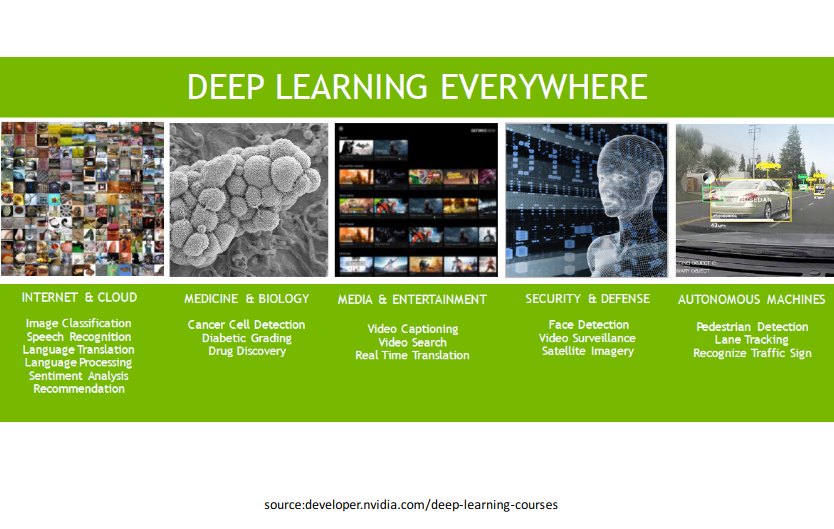 DEEP LEARNING EVERYWHERE
INTERNET & CLOUD
Image Classification
Speech Recognition
Language Translation
Language Processing
Sentiment Analysis
Recommendation
MEDICINE & BIOLOGY
Cancer Cell Detection
Diabetic Grading
Drug Discovery
MEDIA & ENTERTAINMENT
Video Captioning
Video Search
Real Time Translation
SECURITY & DEFENSE
Face Detection
Video Surveillance
Satellite Imagery
AUTONOMOUS MACHINES
Pedestrian Detection
Lane Tracking
Recognize Traffic Sign
source:developer.nvidia.com/deep-learning-courses